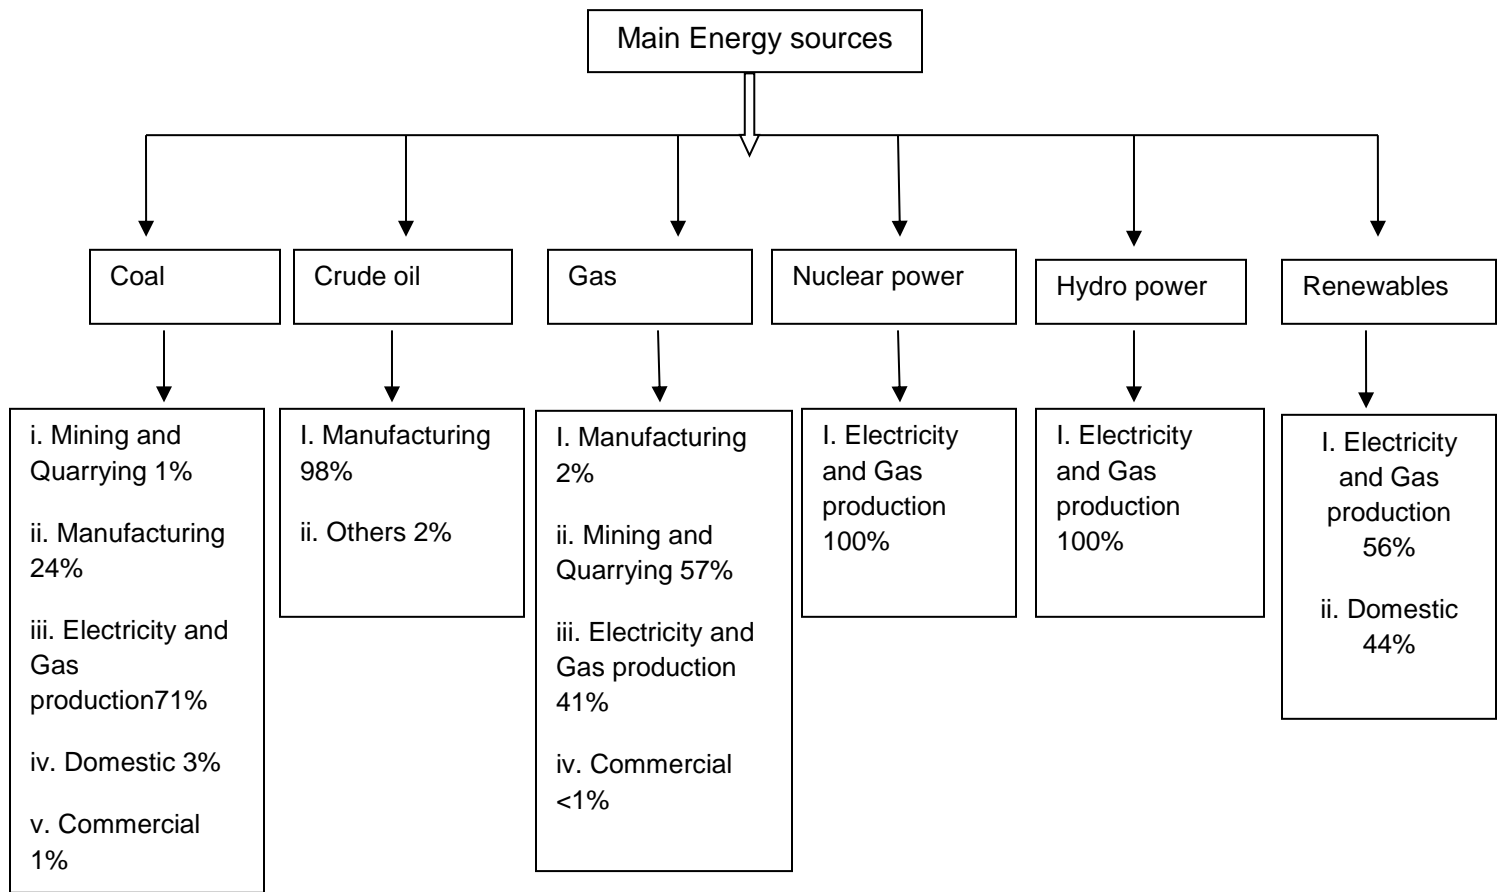 Main Energy sources
Coal
Crude oil
Gas
Nuclear power
Hydro power
Renewables
i. Mining and
Quarrying 1%
ii. Manufacturing
24%
iii. Electricity and
Gas
production71%
iv. Domestic 3%
v. Commercial
1%
I. Manufacturing
98%
ii. Others 2%
I. Manufacturing
2%
ii. Mining and
Quarrying 57%
iii. Electricity and
Gas production
41%
iv. Commercial
<1%
I. Electricity
and Gas
production
100%
I. Electricity
and Gas
production
100%
I. Electricity
and Gas
production
56%
ii. Domestic
44%